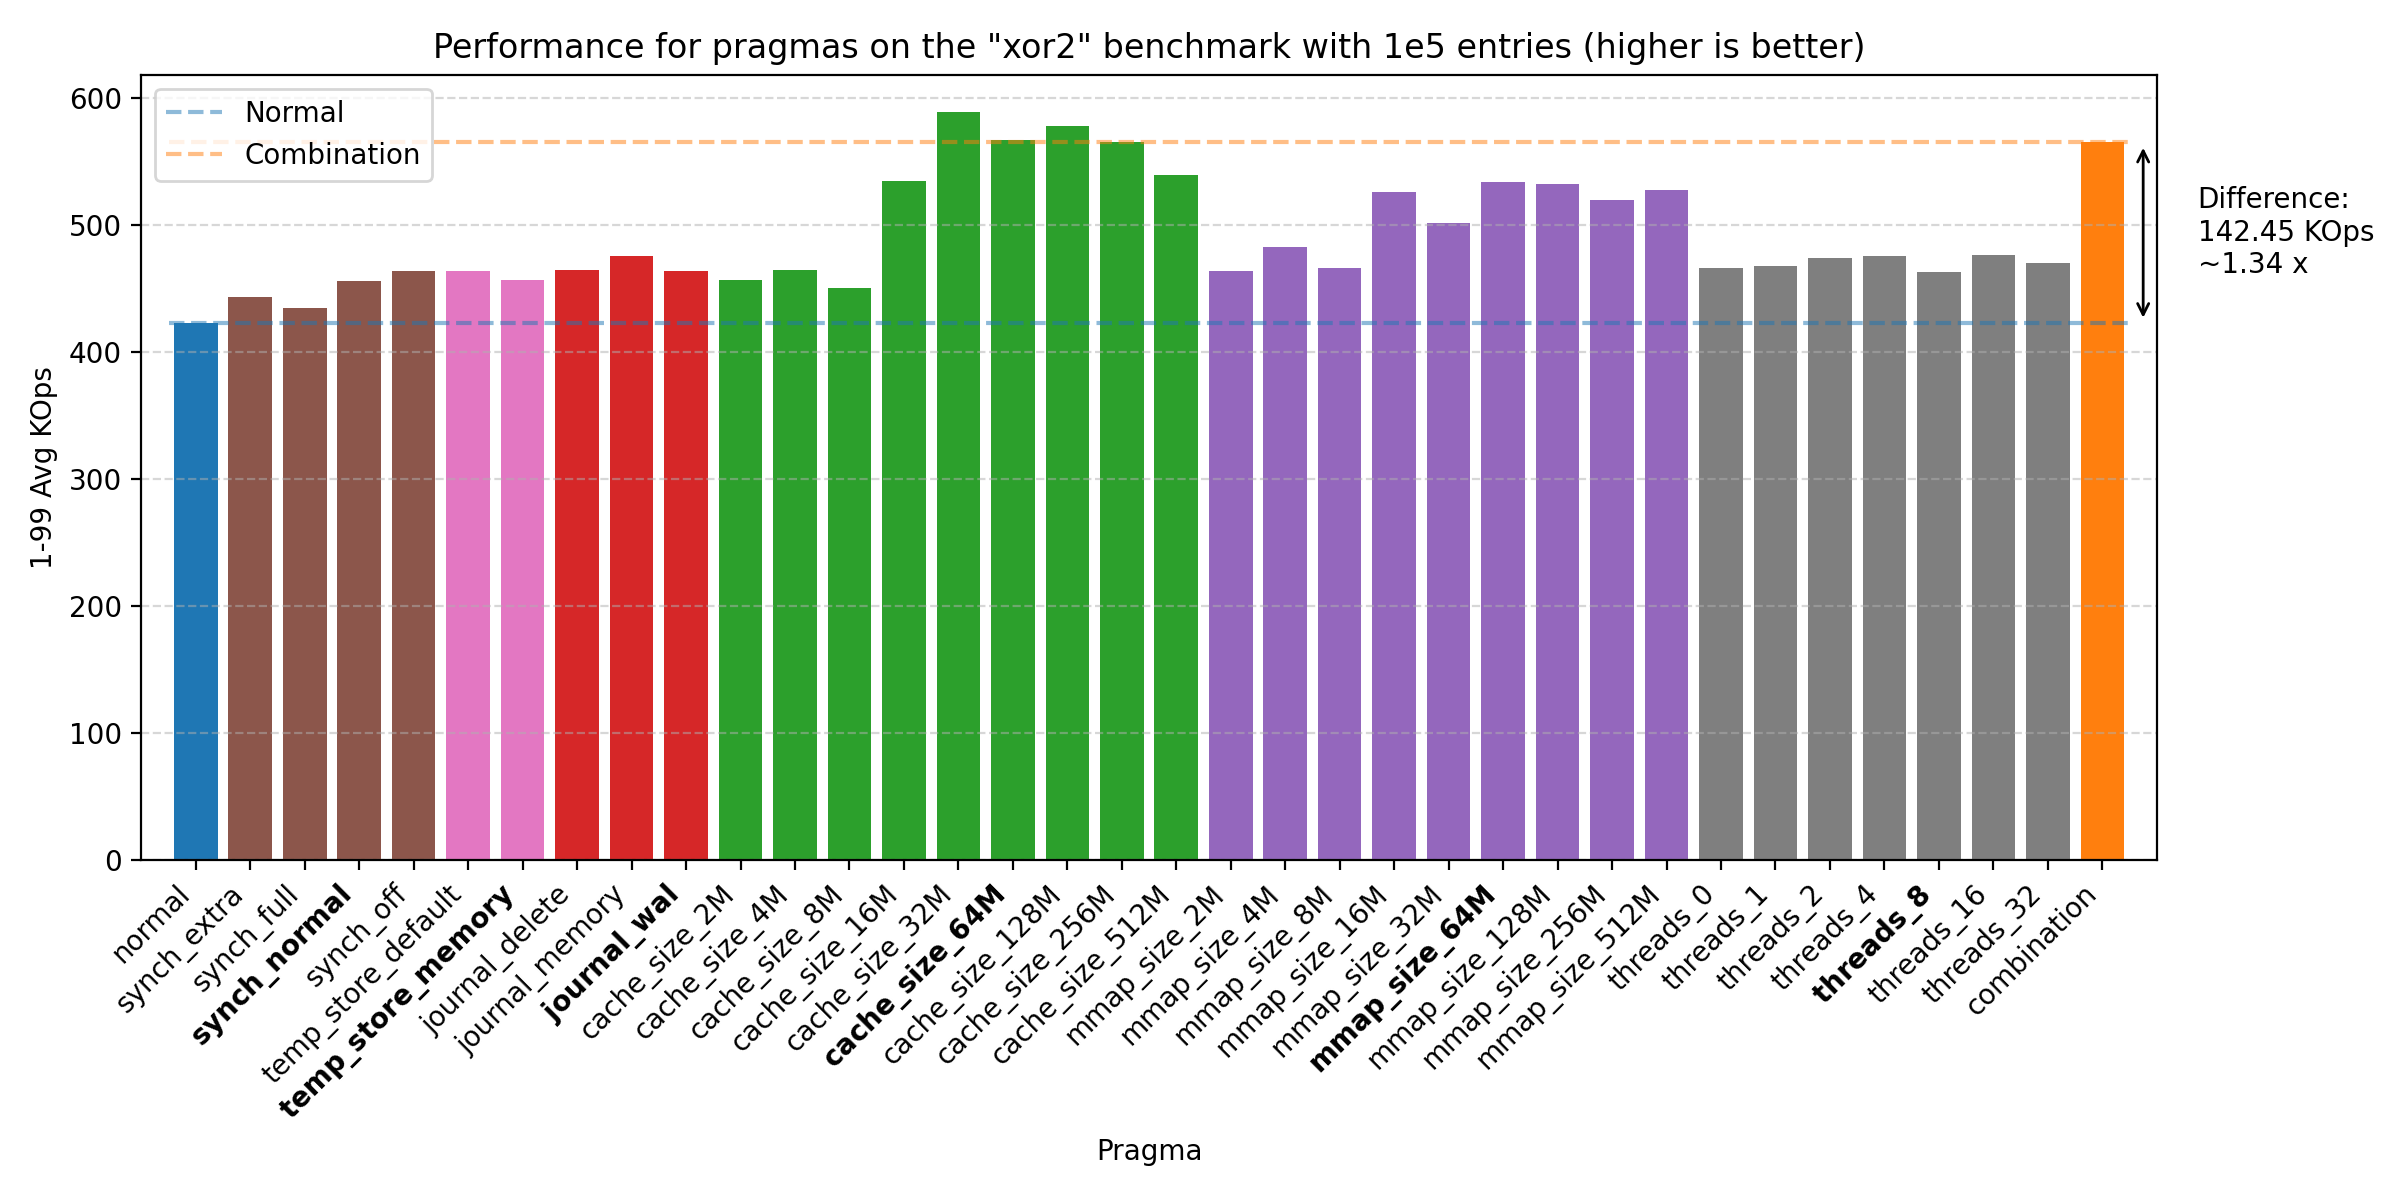 Performance for pragmas on the "xor2" benchmark with 1e5 entries (higher is better)
Normal
Combination
600
500
400
300
200
100
0
1-99 Avg KOps
Difference:
142.45 KOps
~1.34 x
normal
synch_extra
synch_full
synch_normal
synch_off
temp_store_default
temp_store_memory
journal_delete
journal_memory
journal_wal
cache_size_2M
cache_size_4M
cache_size_8M
cache_size_16M
cache_size_32M
cache_size_64M
cache_size_128M
cache_size_256M
cache_size_512M
mmap_size_2M
mmap_size_4M
mmap_size_8M
mmap_size_16M
mmap_size_32M
mmap_size_64M
mmap_size_128M
mmap_size_256M
mmap_size_512M
threads_0
threads_1
threads_2
threads_4
threads_8
threads_16
threads_32
combination
Pragma